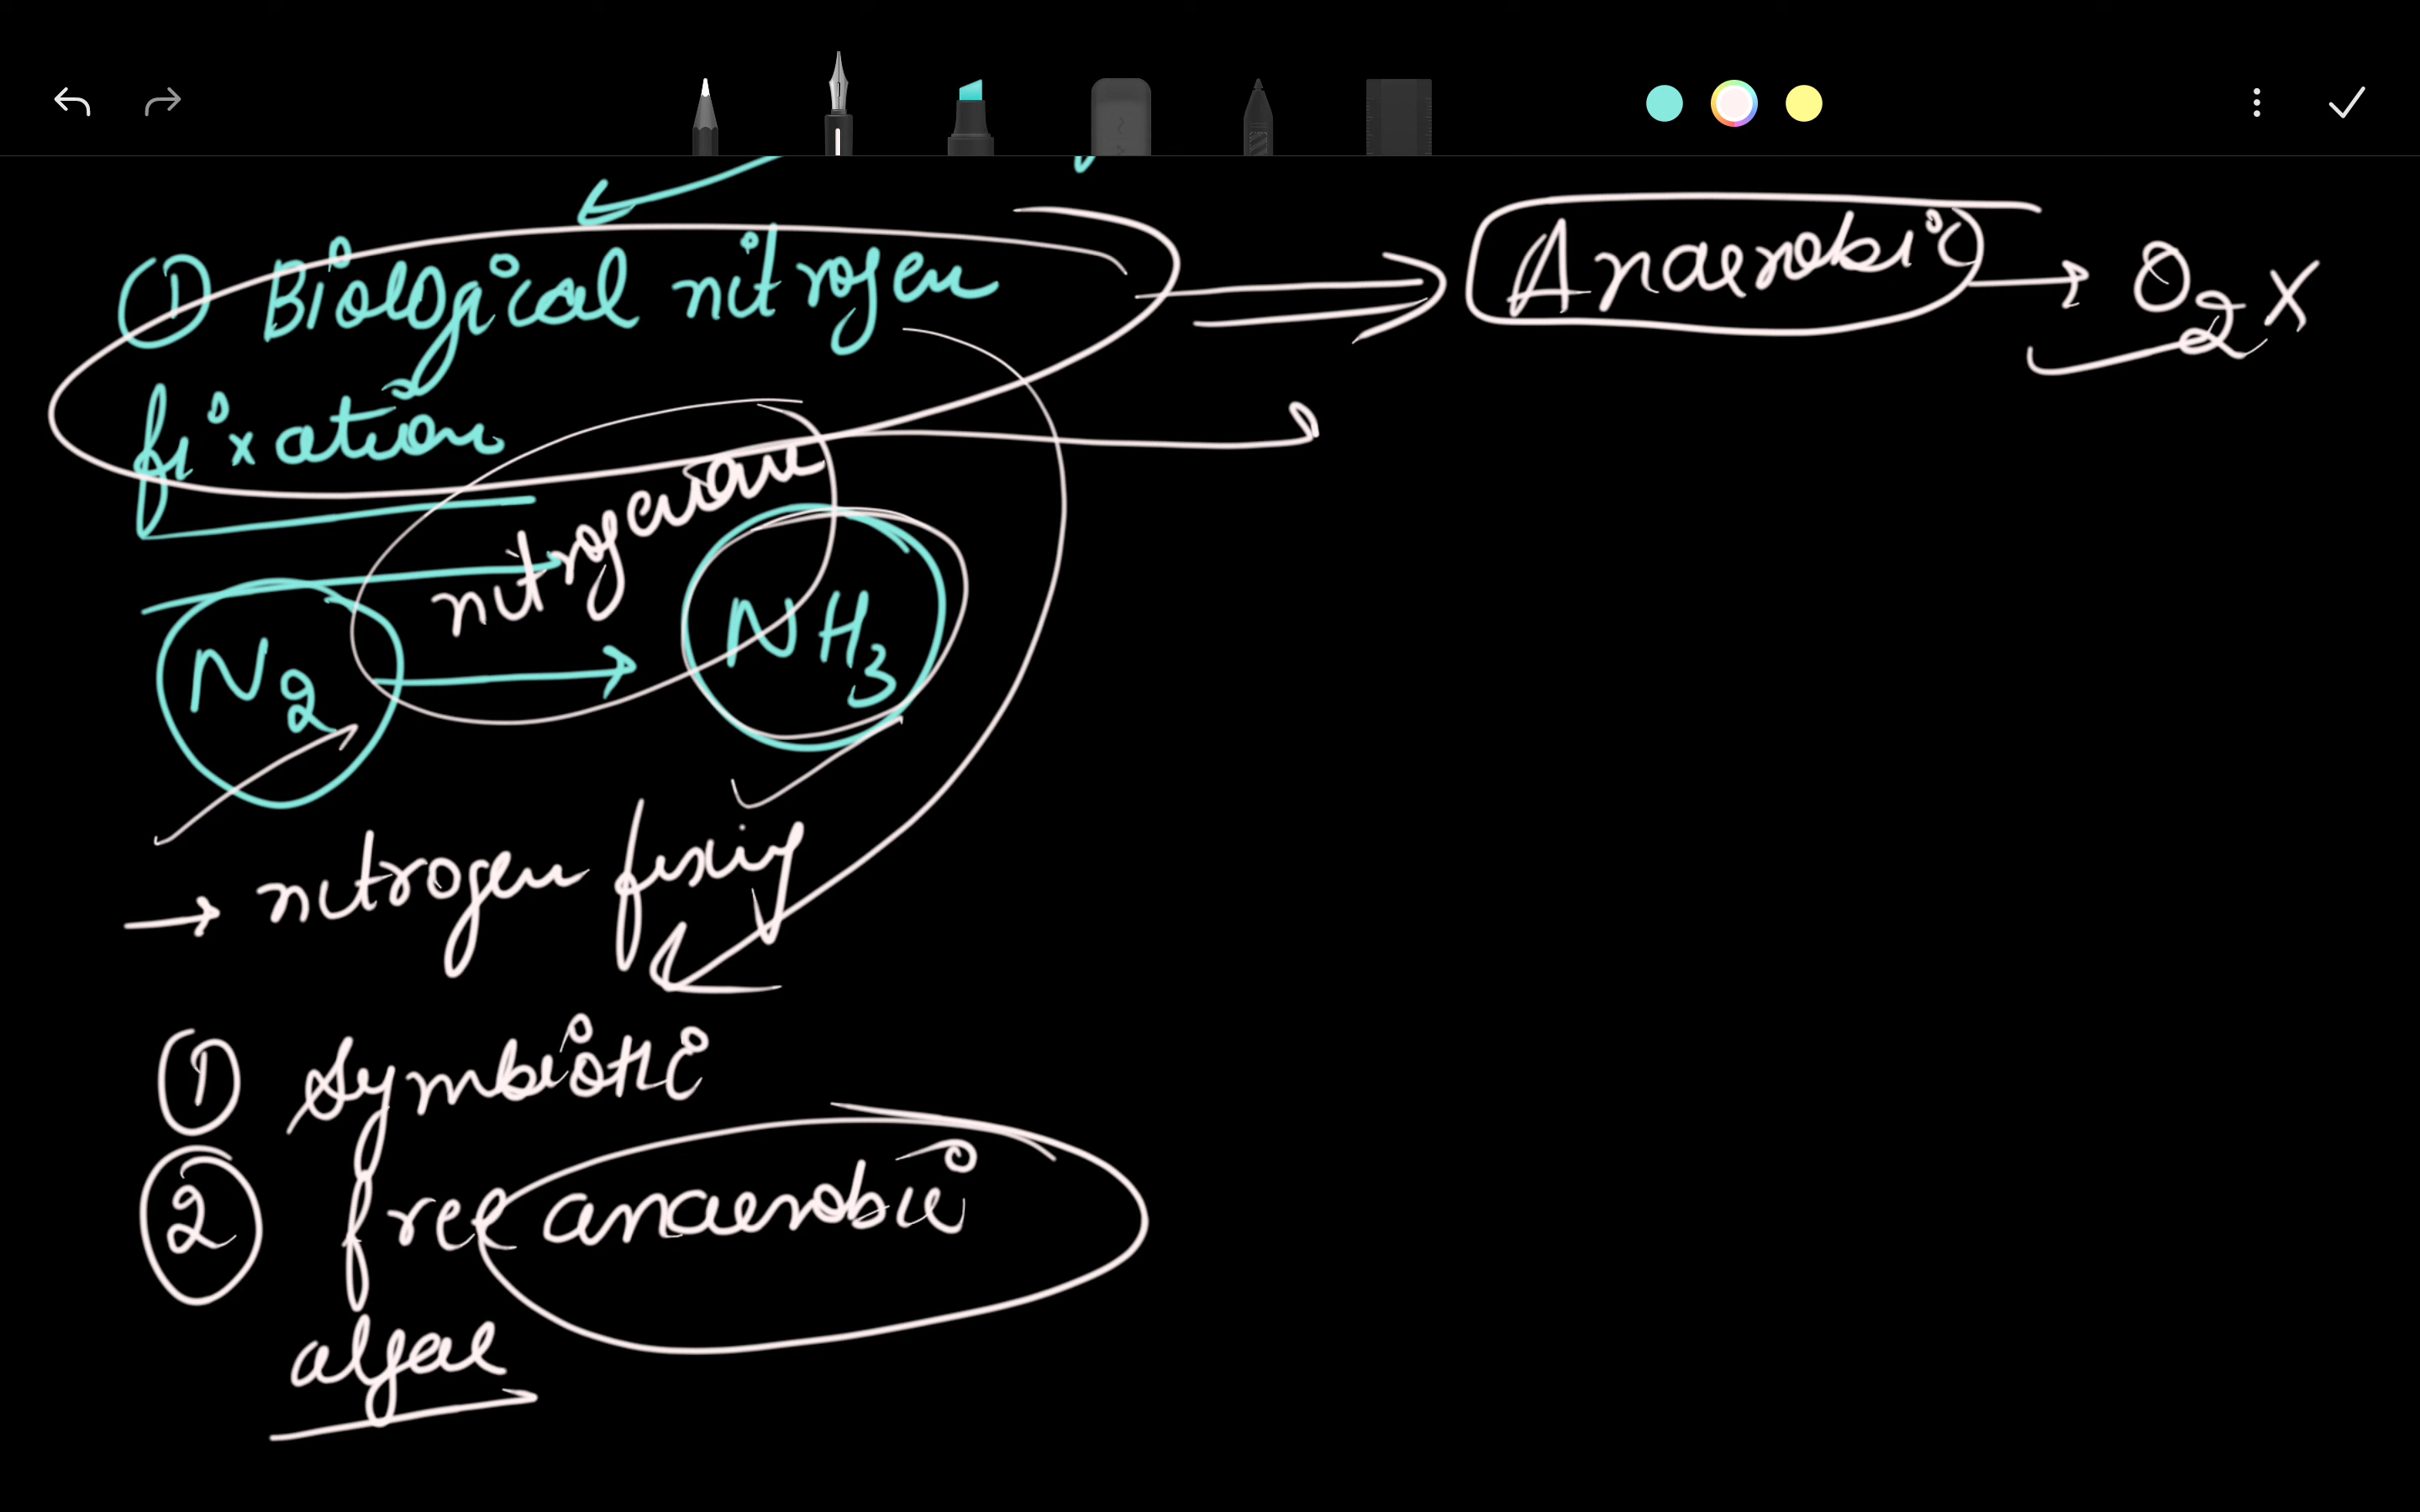 ① Biological nitrogen → Anaerobic → O₂ X
fixation
nitrogenase
N₂ → NH₃
→ nitrogen fixing
① Symbiotic
② free anaerobic
algae